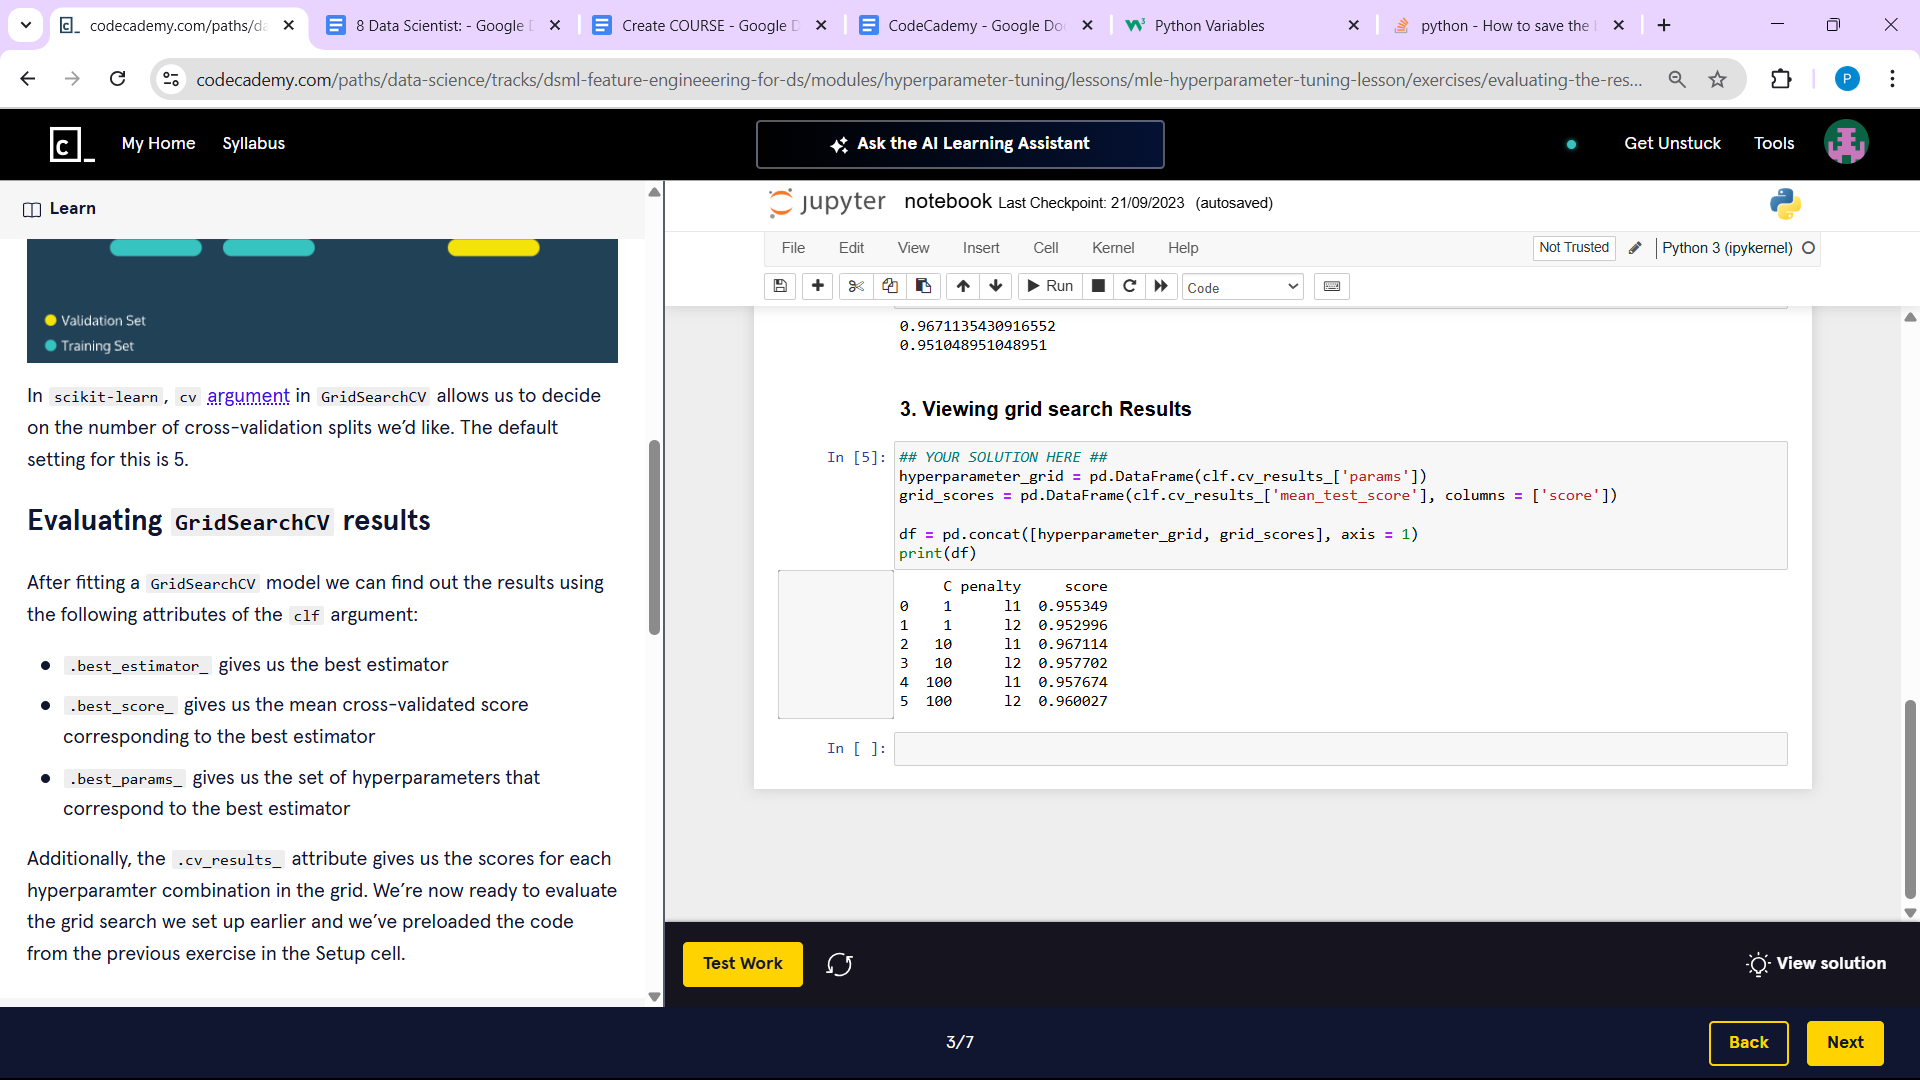 codecademy.com/paths/da
8 Data Scientist: - Google D
Create COURSE - Google D
CodeCademy - Google Do
Python Variables
python - How to save the
codecademy.com/paths/data-science/tracks/dsml-feature-engineeering-for-ds/modules/hyperparameter-tuning/lessons/mle-hyperparameter-tuning-lesson/exercises/evaluating-the-res...
P
c_
My Home
Syllabus
Ask the AI Learning Assistant
Get Unstuck
Tools
Learn
Validation Set
Training Set
In scikit-learn, cv argument in GridSearchCV allows us to decide
on the number of cross-validation splits we’d like. The default
setting for this is 5.
Evaluating GridSearchCV results
After fitting a GridSearchCV model we can find out the results using
the following attributes of the clf argument:
.best_estimator_ gives us the best estimator
.best_score_ gives us the mean cross-validated score
corresponding to the best estimator
.best_params_ gives us the set of hyperparameters that
correspond to the best estimator
Additionally, the .cv_results_ attribute gives us the scores for each
hyperparamter combination in the grid. We’re now ready to evaluate
the grid search we set up earlier and we’ve preloaded the code
from the previous exercise in the Setup cell.
jupyter notebook Last Checkpoint: 21/09/2023 (autosaved)
File Edit View Insert Cell Kernel Help
Not Trusted
Python 3 (ipykernel)
Run
Code
0.9671135430916552
0.951048951048951
3. Viewing grid search Results
In [5]:
## YOUR SOLUTION HERE ##
hyperparameter_grid = pd.DataFrame(clf.cv_results_['params'])
grid_scores = pd.DataFrame(clf.cv_results_['mean_test_score'], columns = ['score'])
df = pd.concat([hyperparameter_grid, grid_scores], axis = 1)
print(df)
C penalty score
0 1 l1 0.955349
1 1 l2 0.952996
2 10 l1 0.967114
3 10 l2 0.957702
4 100 l1 0.957674
5 100 l2 0.960027
In [ ]:
Test Work
View solution
3/7
Back
Next